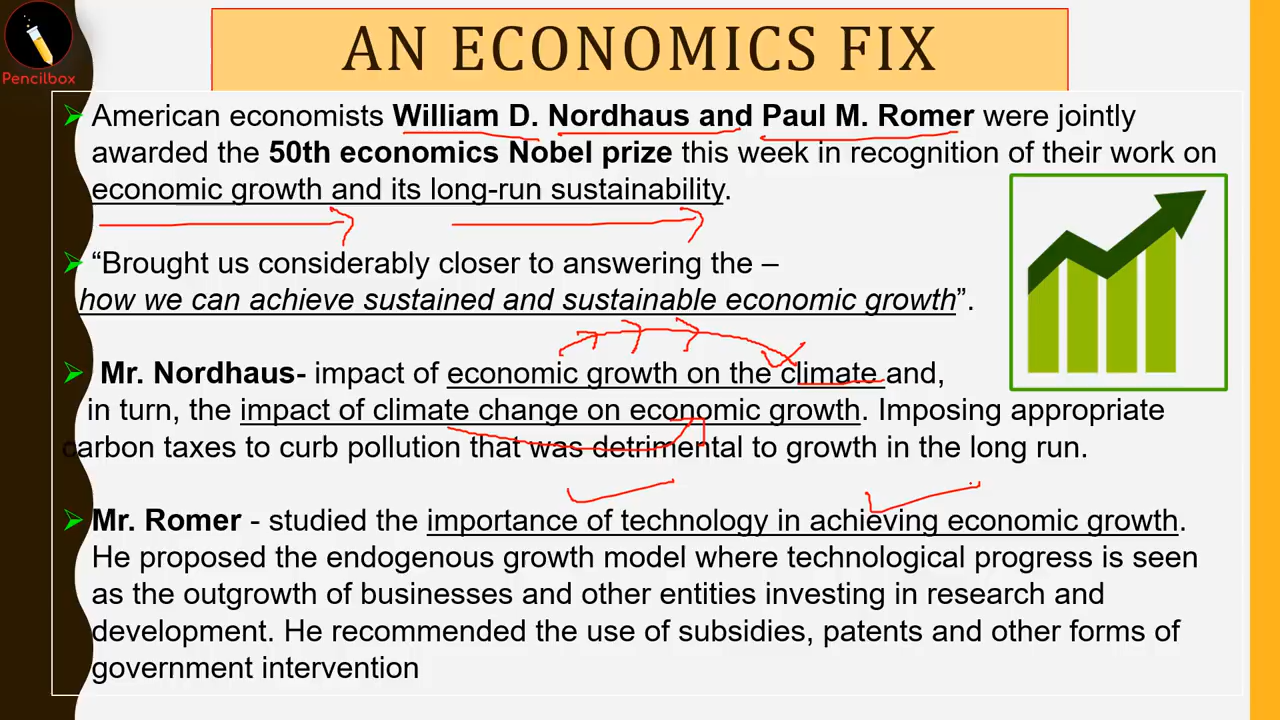 AN ECONOMICS FIX
Pencilbox
American economists William D. Nordhaus and Paul M. Romer were jointly
awarded the 50th economics Nobel prize this week in recognition of their work on
economic growth and its long-run sustainability.
“Brought us considerably closer to answering the –
how we can achieve sustained and sustainable economic growth”.
Mr. Nordhaus- impact of economic growth on the climate and,
in turn, the impact of climate change on economic growth. Imposing appropriate
carbon taxes to curb pollution that was detrimental to growth in the long run.
Mr. Romer - studied the importance of technology in achieving economic growth.
He proposed the endogenous growth model where technological progress is seen
as the outgrowth of businesses and other entities investing in research and
development. He recommended the use of subsidies, patents and other forms of
government intervention